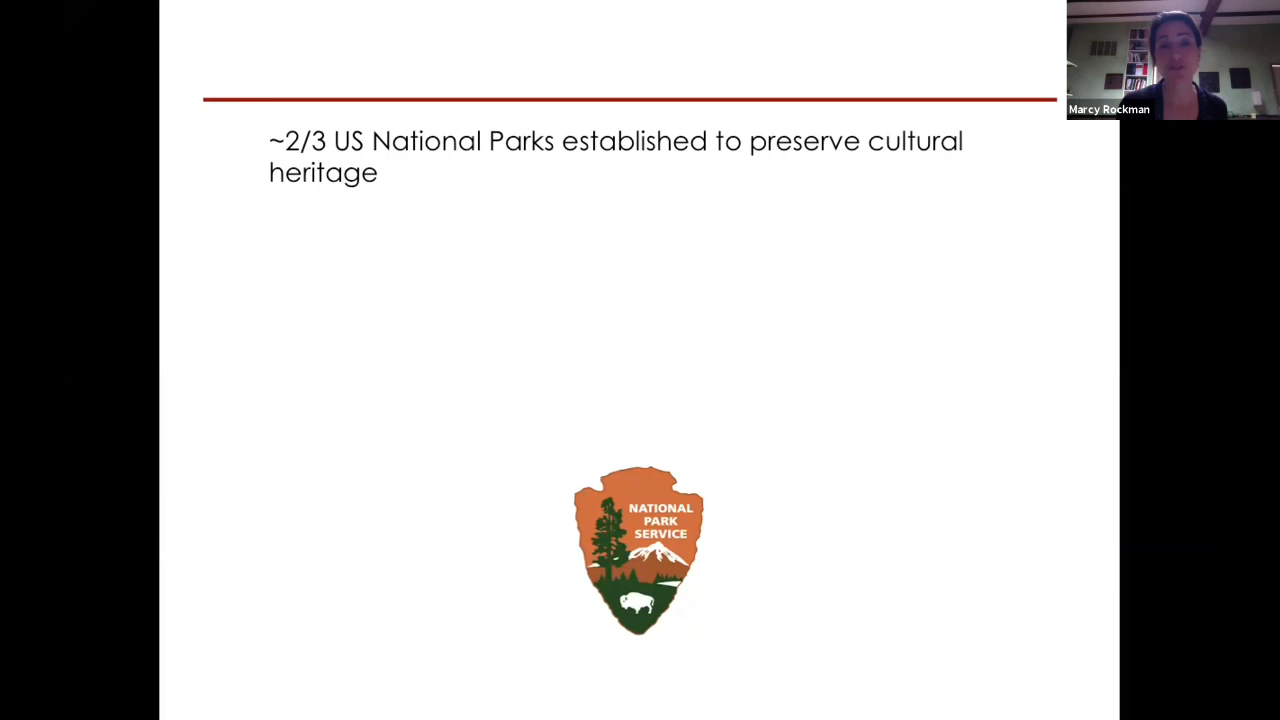 ~2/3 US National Parks established to preserve cultural
heritage
Marcy Rockman
NATIONAL
PARK
SERVICE